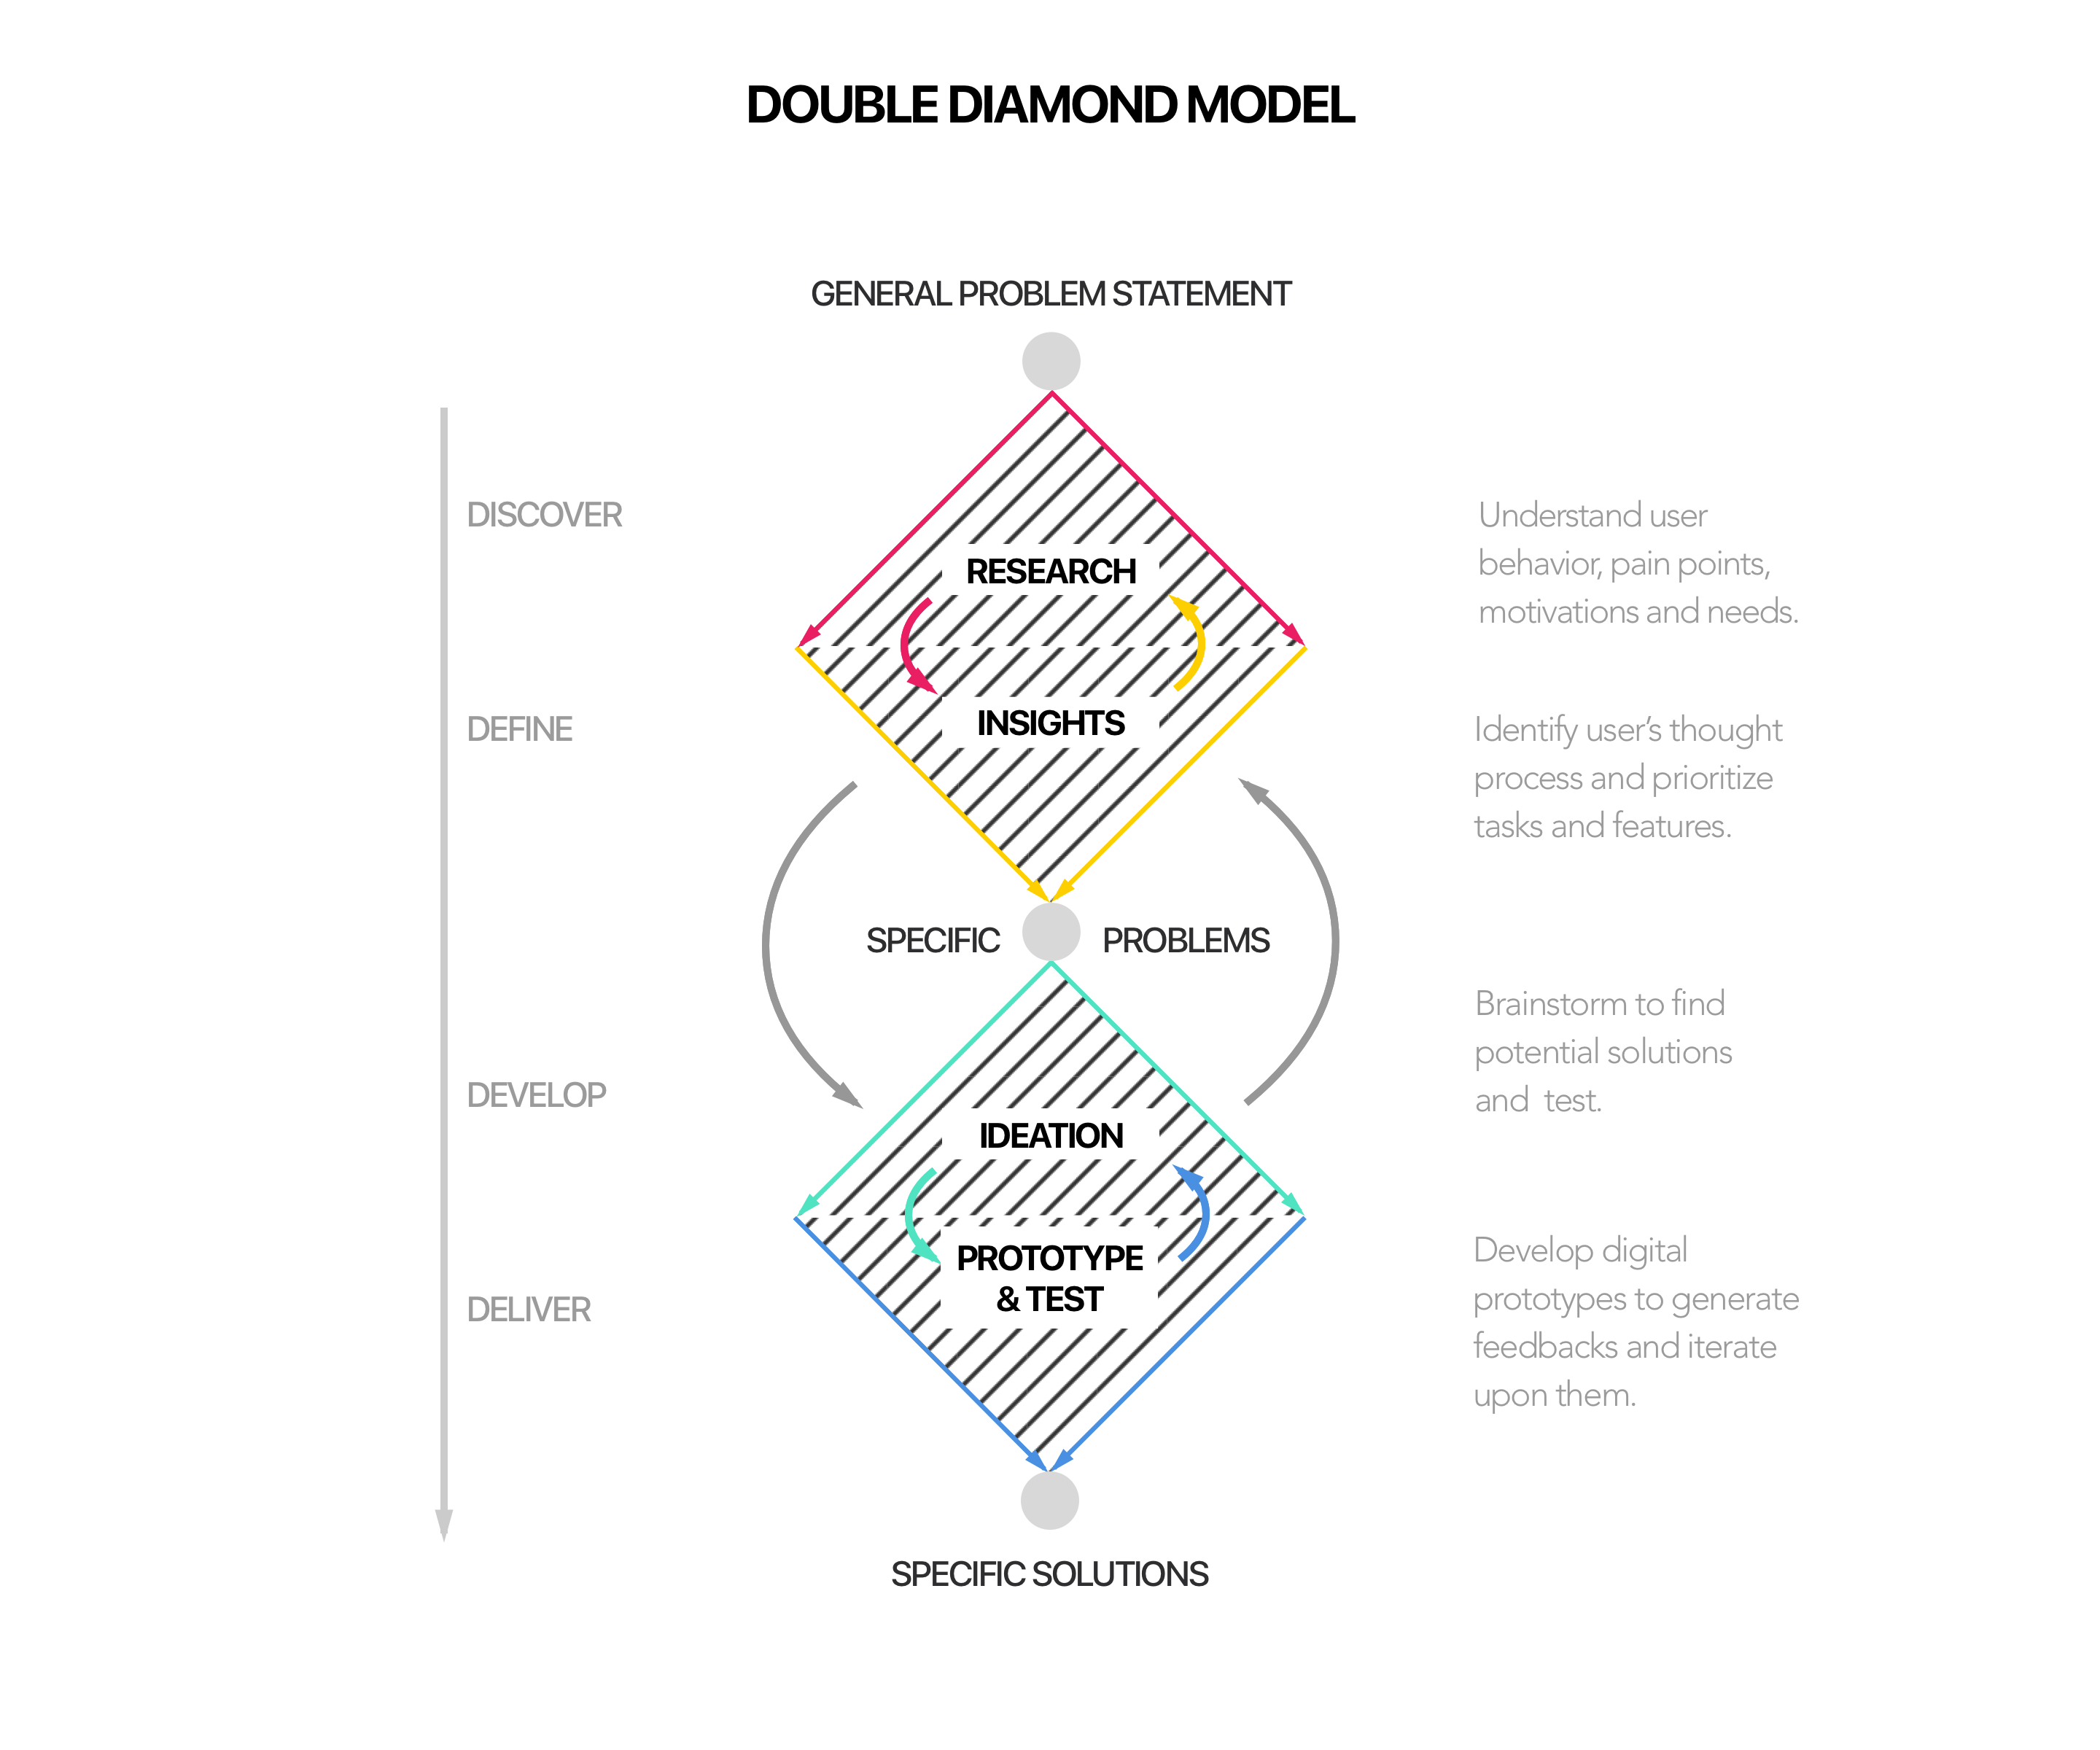 DOUBLE DIAMOND MODEL
GENERAL PROBLEM STATEMENT
DISCOVER
RESEARCH
Understand user
behavior, pain points,
motivations and needs.
DEFINE
INSIGHTS
Identify user’s thought
process and prioritize
tasks and features.
SPECIFIC PROBLEMS
DEVELOP
IDEATION
Brainstorm to find
potential solutions
and test.
DELIVER
PROTOTYPE
& TEST
Develop digital
prototypes to generate
feedbacks and iterate
upon them.
SPECIFIC SOLUTIONS